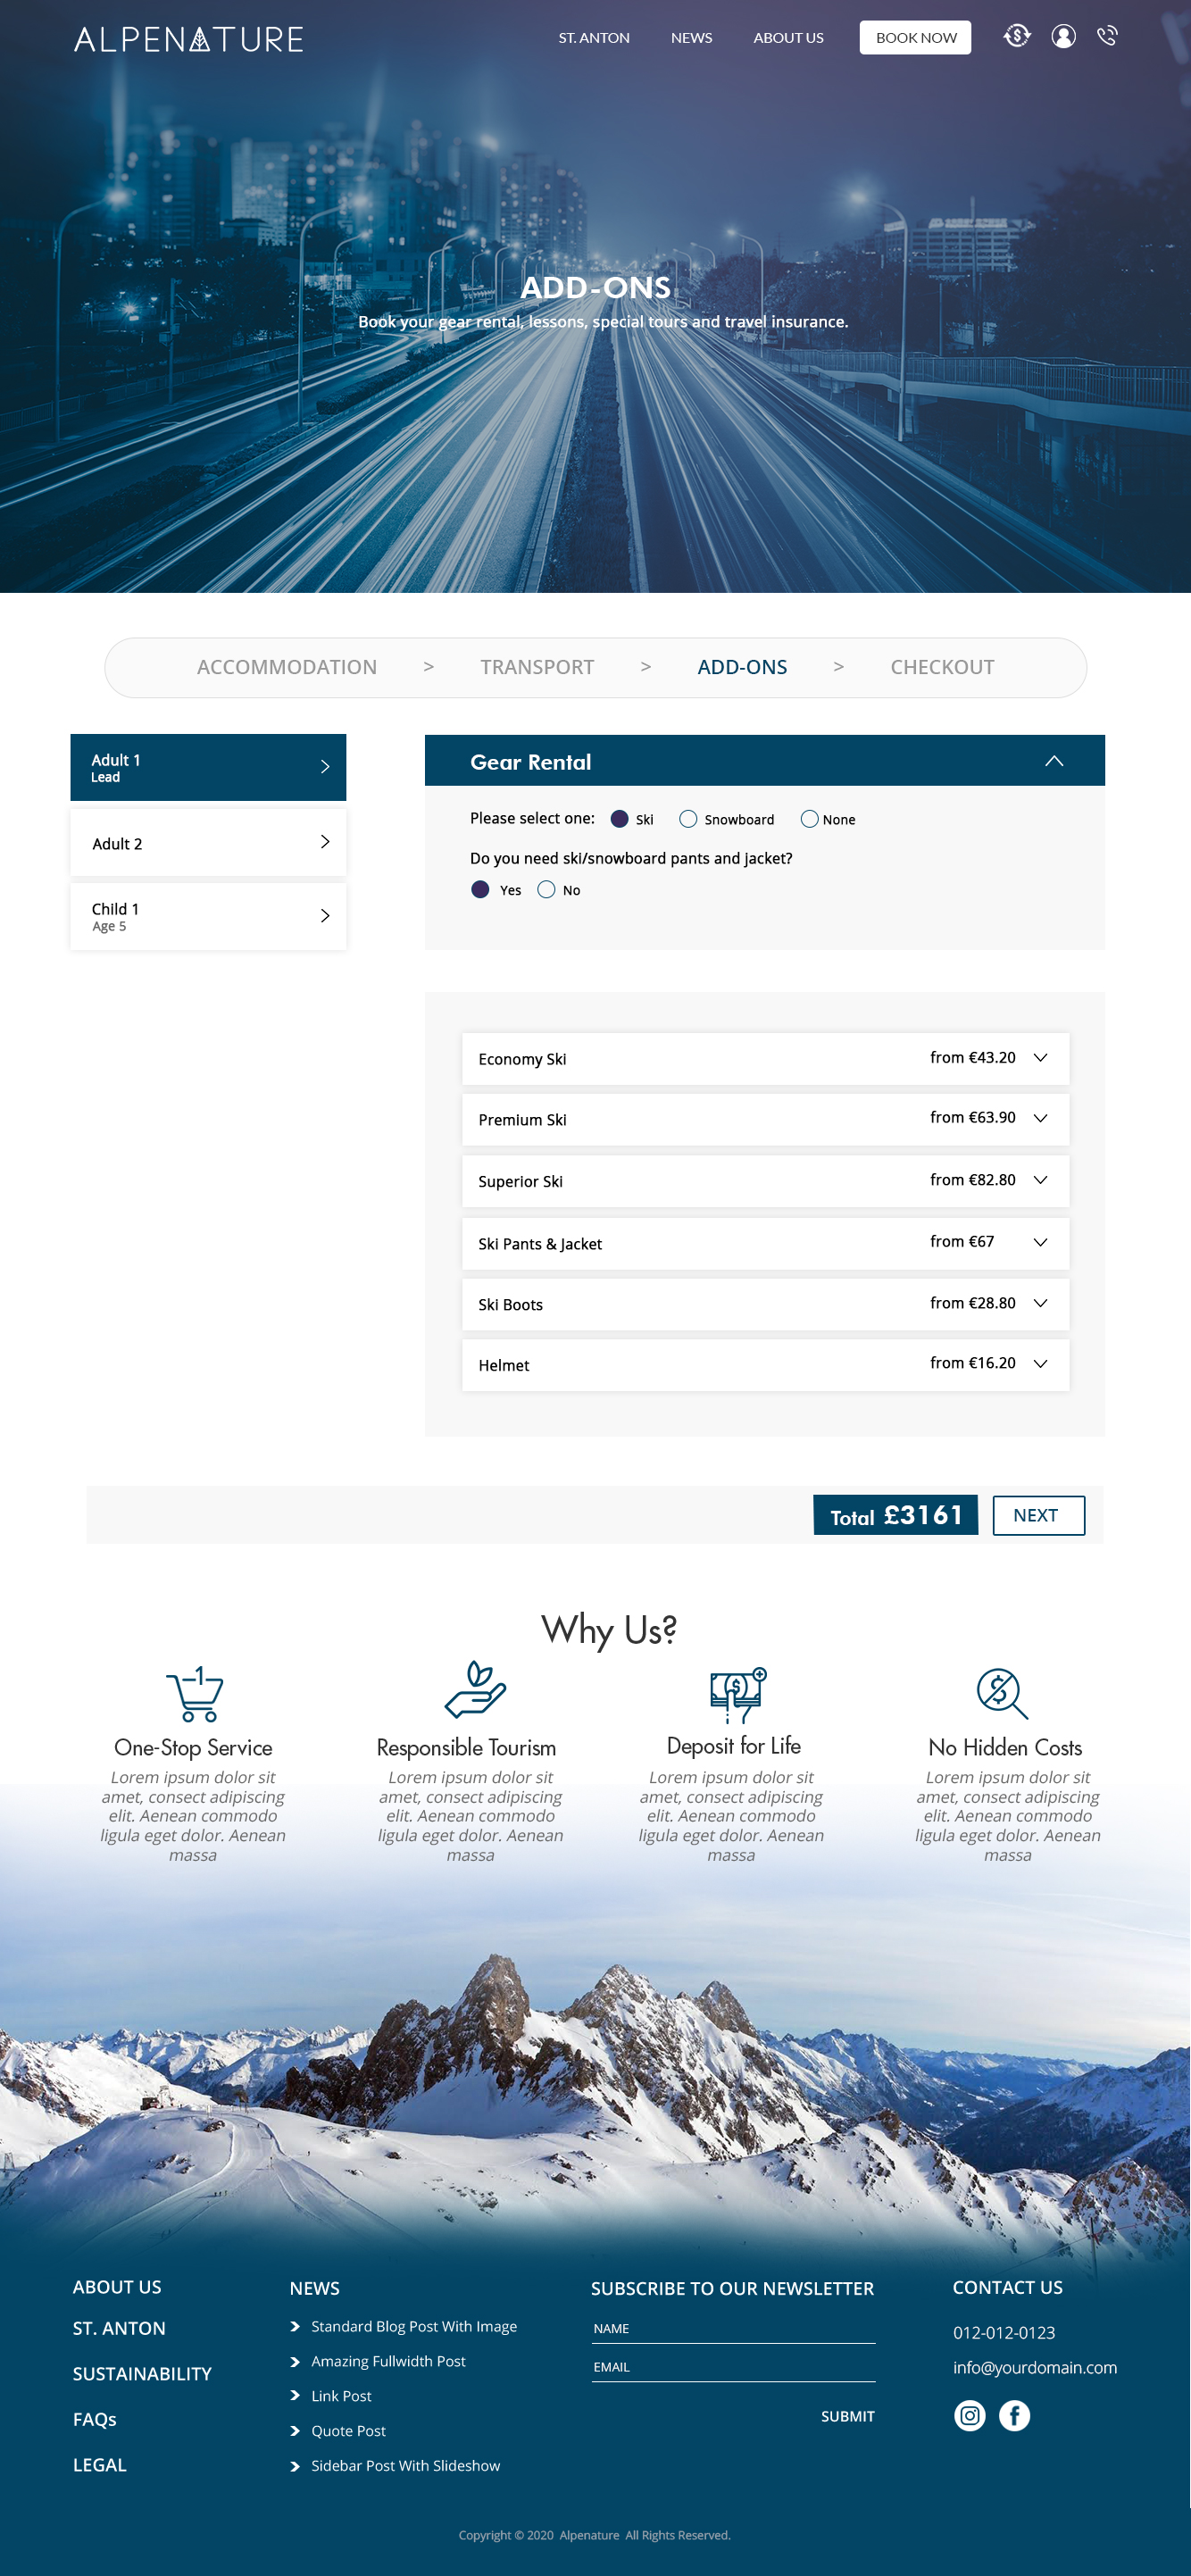 ALPENATURE
ST. ANTON NEWS ABOUT US BOOK NOW
ADD-ONS
Book your gear rental, lessons, special tours and travel insurance.
ACCOMMODATION > TRANSPORT > ADD-ONS > CHECKOUT
Adult 1
Lead
Adult 2
Child 1
Age 5
Gear Rental
Please select one: Ski Snowboard None
Do you need ski/snowboard pants and jacket?
Yes No
Economy Ski from €43.20
Premium Ski from €63.90
Superior Ski from €82.80
Ski Pants & Jacket from €67
Ski Boots from €28.80
Helmet from €16.20
Total £3161 NEXT
Why Us?
One-Stop Service
Lorem ipsum dolor sit
amet, consect adipiscing
elit. Aenean commodo
ligula eget dolor. Aenean
massa
Responsible Tourism
Lorem ipsum dolor sit
amet, consect adipiscing
elit. Aenean commodo
ligula eget dolor. Aenean
massa
Deposit for Life
Lorem ipsum dolor sit
amet, consect adipiscing
elit. Aenean commodo
ligula eget dolor. Aenean
massa
No Hidden Costs
Lorem ipsum dolor sit
amet, consect adipiscing
elit. Aenean commodo
ligula eget dolor. Aenean
massa
ABOUT US
ST. ANTON
SUSTAINABILITY
FAQs
LEGAL
NEWS
Standard Blog Post With Image
Amazing Fullwidth Post
Link Post
Quote Post
Sidebar Post With Slideshow
SUBSCRIBE TO OUR NEWSLETTER
NAME
EMAIL
SUBMIT
CONTACT US
012-012-0123
info@yourdomain.com
Copyright © 2020 Alpenature All Rights Reserved.